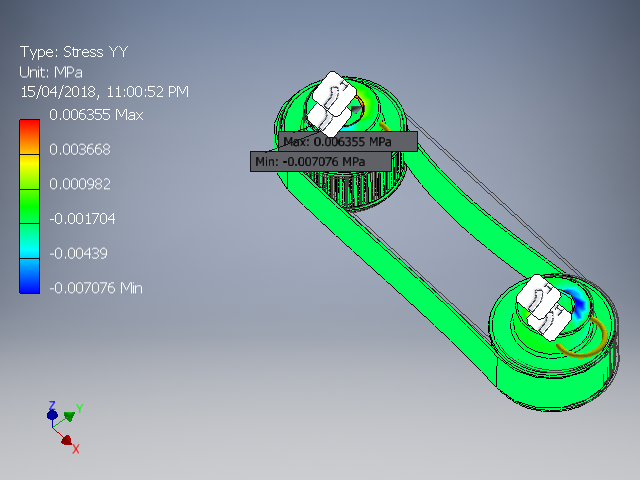 Type: Stress YY
Unit: MPa
15/04/2018, 11:00:52 PM
0.006355 Max
0.003668
0.000982
-0.001704
-0.00439
-0.007076 Min
Max: 0.006355 MPa
Min: -0.007076 MPa
Z
Y
X